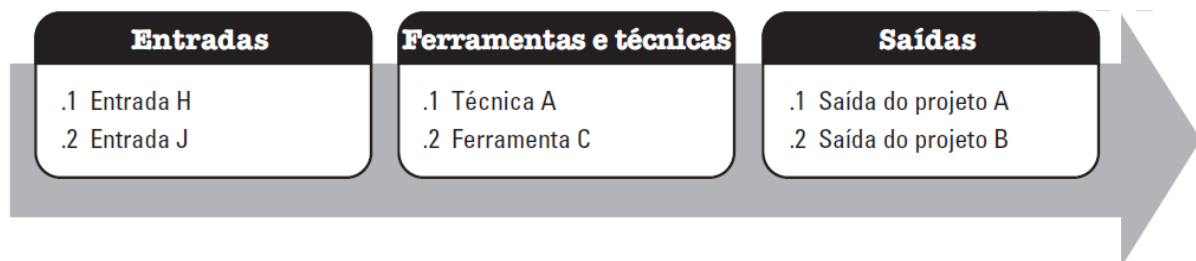 Entradas
.1 Entrada H
.2 Entrada J
Ferramentas e técnicas
.1 Técnica A
.2 Ferramenta C
Saídas
.1 Saída do projeto A
.2 Saída do projeto B